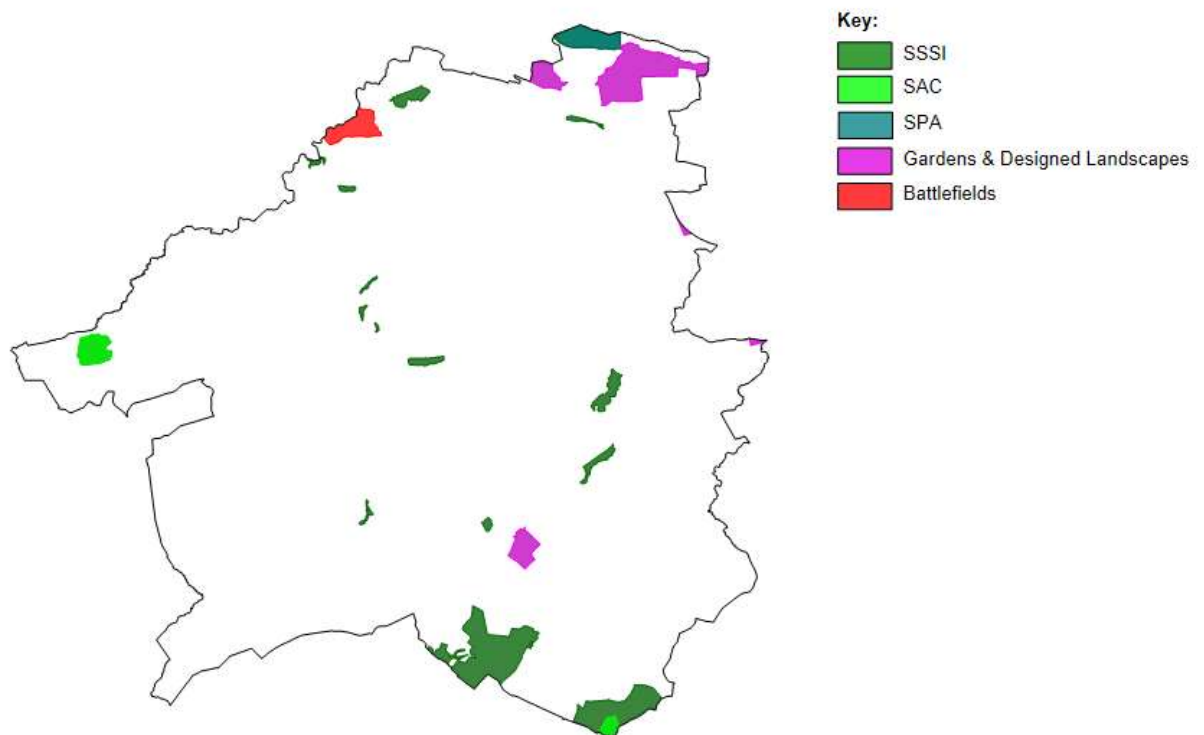 Key:
SSSI
SAC
SPA
Gardens & Designed Landscapes
Battlefields